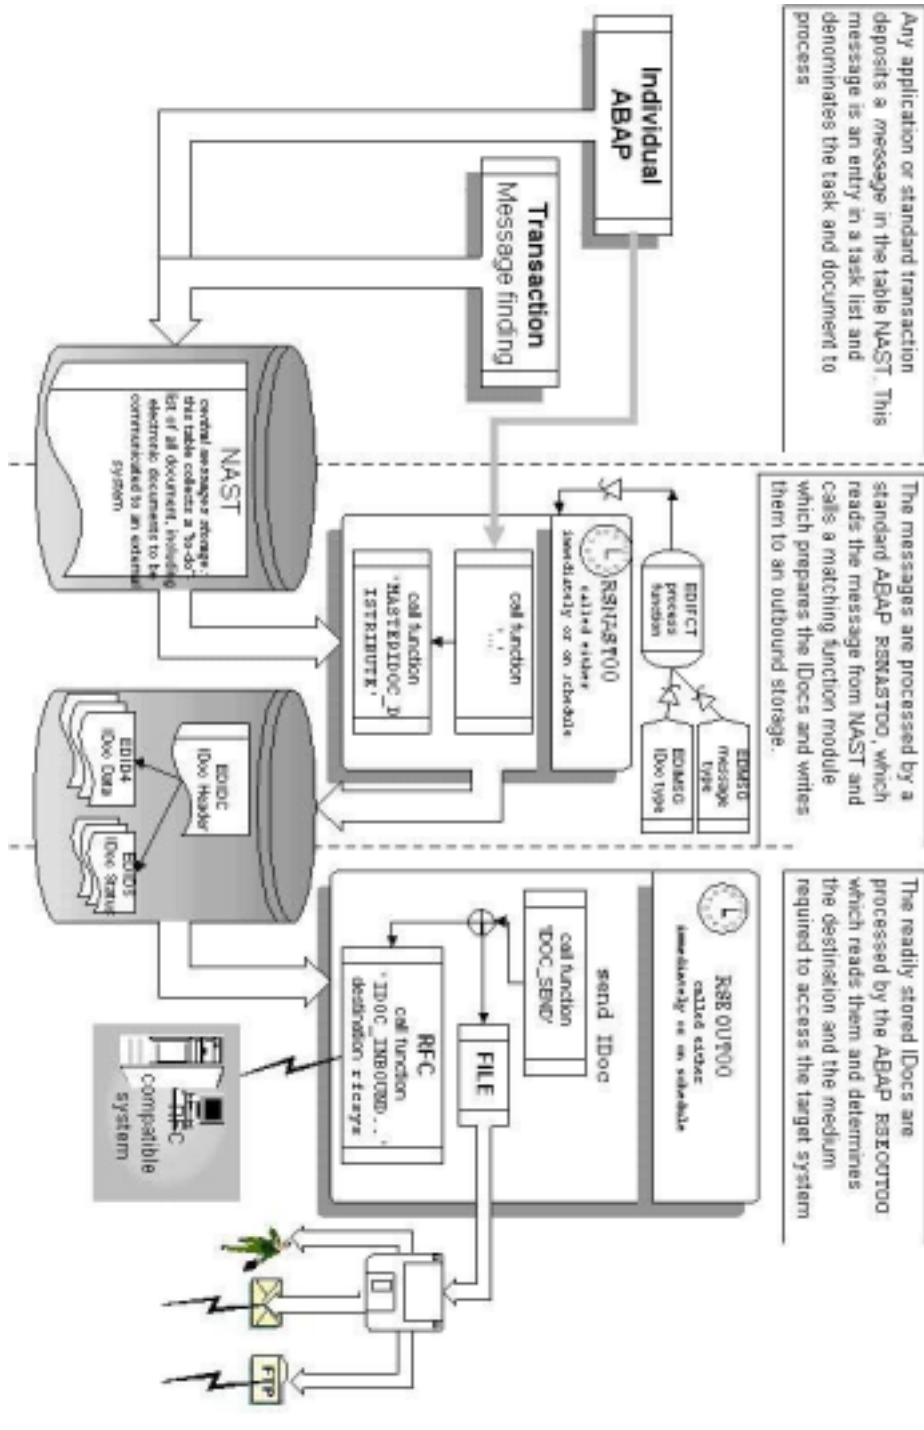 Any application or standard transaction
deposits a message in the table NAST. This
message is an entry in a task list and
denominates the task and document to
process
The messages are processed by a
standard ABAP RSNAST00, which
reads the message from NAST and
calls a matching function module
which prepares the IDocs and writes
them to an outbound storage.
The readily stored IDocs are
processed by the ABAP RSEOUT00
which reads them and determines
the destination and the medium
required to access the target system
Individual
ABAP
Transaction
Message finding
NAST
central messages storage:
this table collects a "to-do"
list of all document, including
electronic documents to be
communicated to an external
system
EDIFCT
process
function
EDMSG
message
type
EDIMSG
IDoc type
RSNAST00
called either
immediately or on schedule
call function
'...'
call function
'MASTERIDOC_D
ISTRIBUTE'
EDIDC
IDoc Header
EDID4
IDoc Data
EDIDS
IDoc Status
RSEOUT00
called either
immediately or on schedule
send IDoc
call function
'IDOC_SEND'
FILE
RFC
call function
'IDOC_INBOUND..'
destination rfcsys
compatible
system
FTP